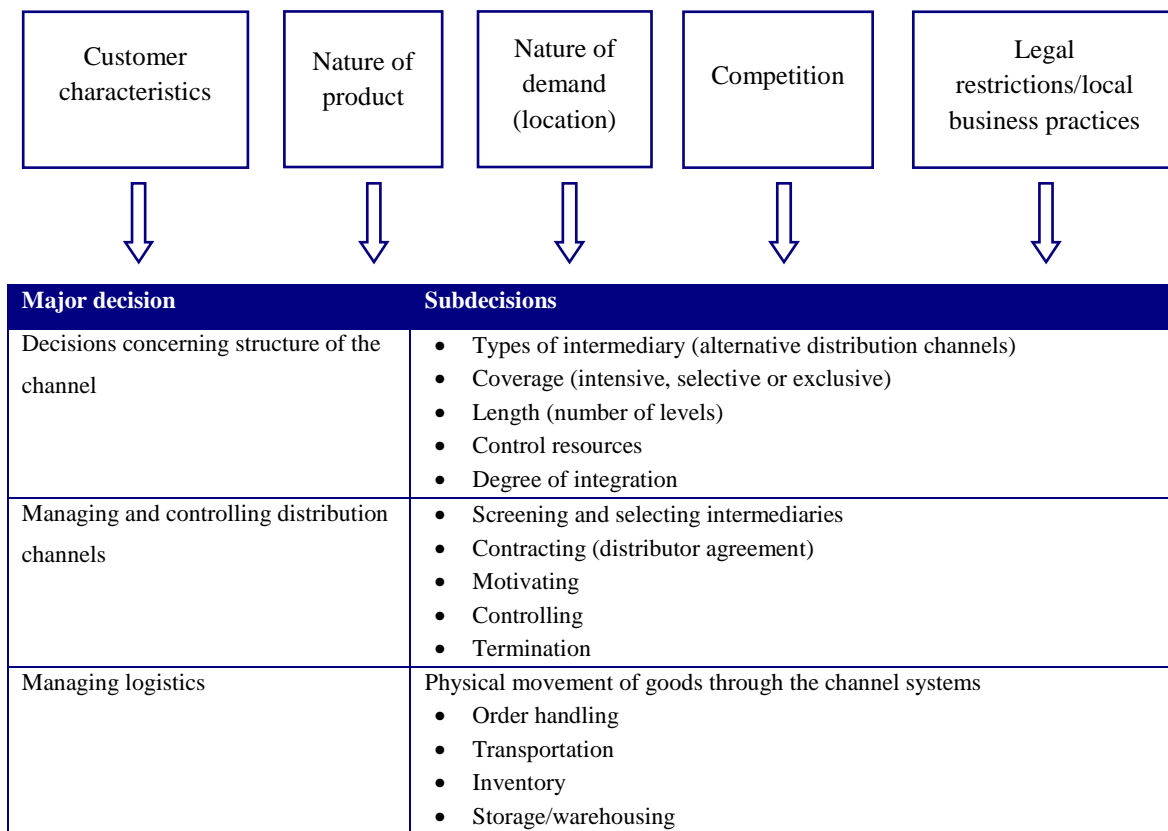 Customer
characteristics
Nature of
product
Nature of
demand
(location)
Competition
Legal
restrictions/local
business practices
Major decision
Subdecisions
Decisions concerning structure of the
channel
• Types of intermediary (alternative distribution channels)
• Coverage (intensive, selective or exclusive)
• Length (number of levels)
• Control resources
• Degree of integration
Managing and controlling distribution
channels
• Screening and selecting intermediaries
• Contracting (distributor agreement)
• Motivating
• Controlling
• Termination
Managing logistics
Physical movement of goods through the channel systems
• Order handling
• Transportation
• Inventory
• Storage/warehousing